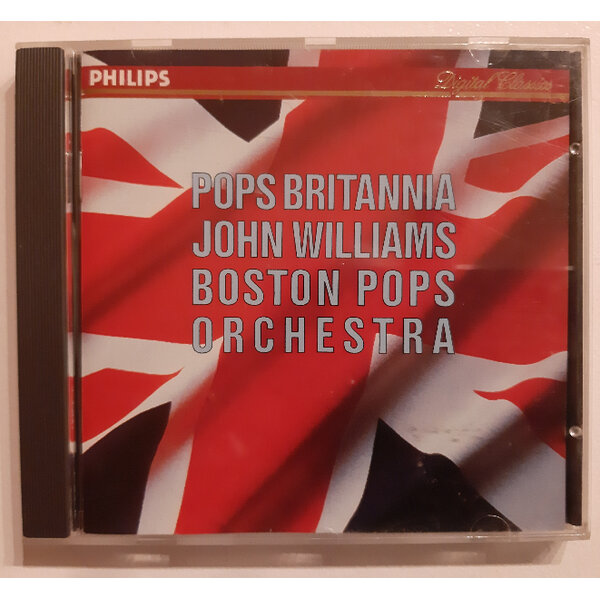 PHILIPS
Digital Classics
POPS BRITANNIA
JOHN WILLIAMS
BOSTON POPS
ORCHESTRA